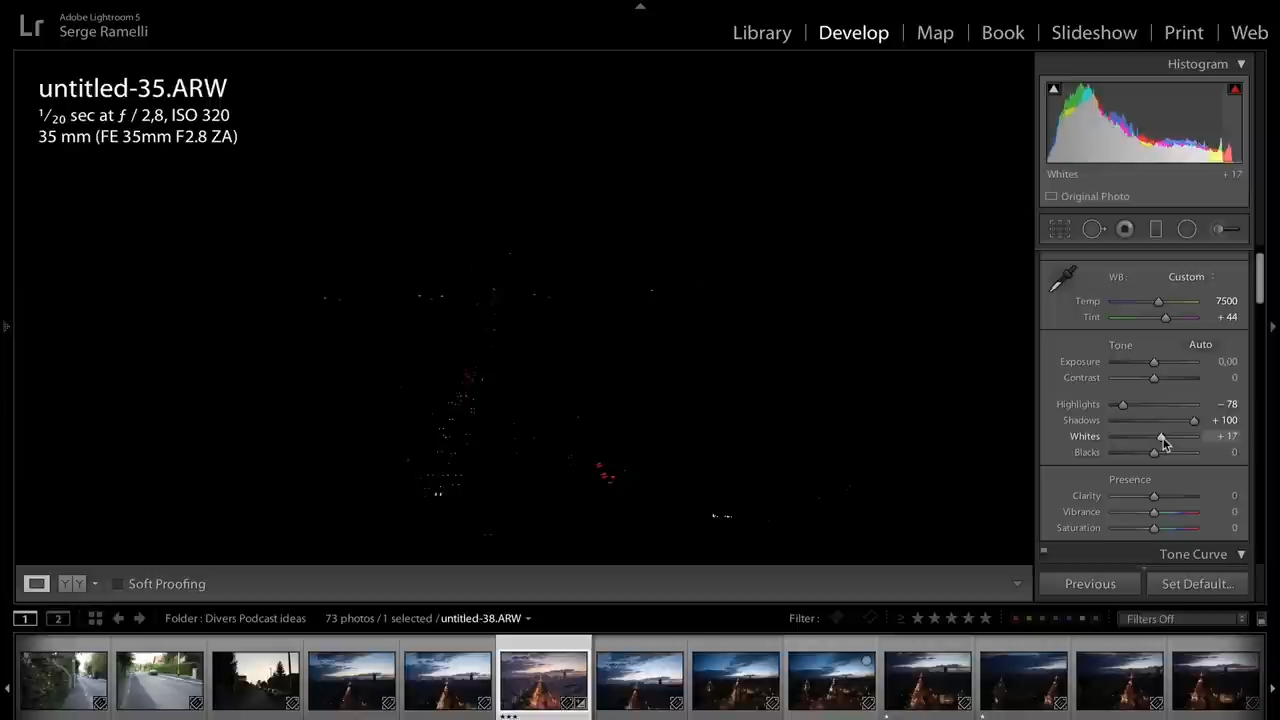 Lr
Adobe Lightroom 5
Serge Ramelli
Library Develop Map Book Slideshow Print Web
untitled-35.ARW
1/20 sec at ƒ / 2,8, ISO 320
35 mm (FE 35mm F2.8 ZA)
Histogram
Whites + 17
Original Photo
WB: Custom
Temp 7500
Tint + 44
Tone Auto
Exposure 0,00
Contrast 0
Highlights − 78
Shadows + 100
Whites + 17
Blacks 0
Presence
Clarity 0
Vibrance 0
Saturation 0
Tone Curve
Y Y Soft Proofing
Previous Set Default...
1 2 Folder : Divers Podcast ideas 73 photos / 1 selected / untitled-38.ARW Filter : Filters Off